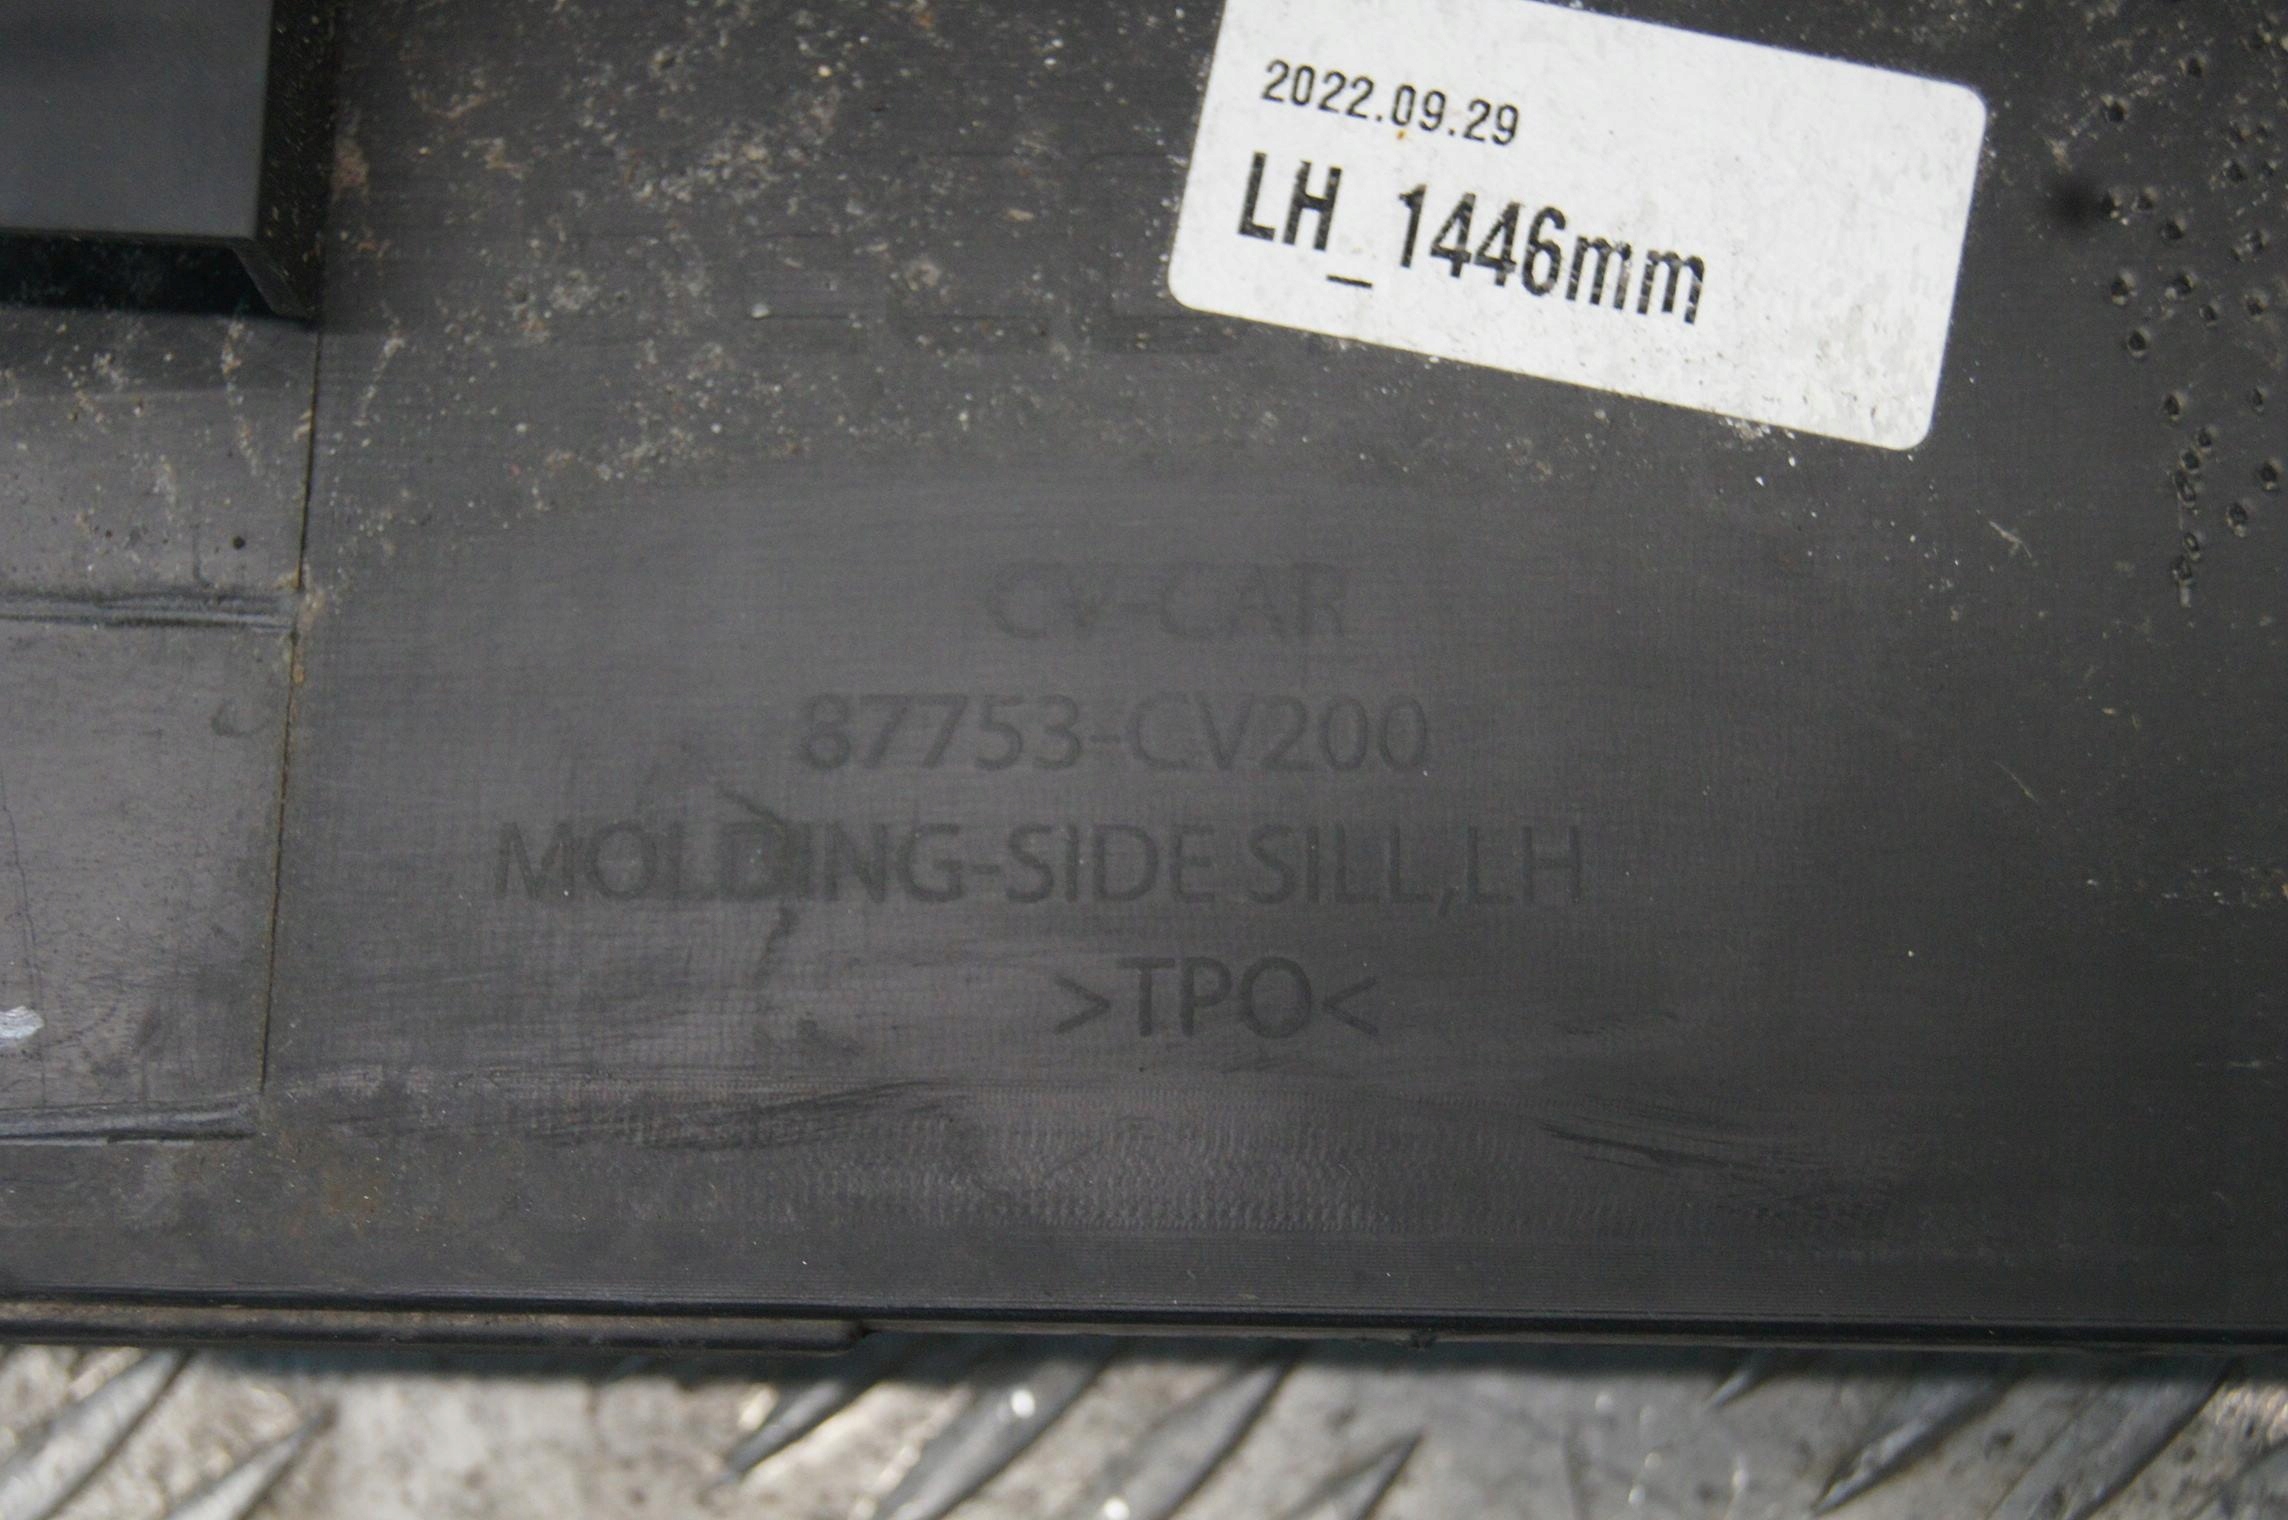 2022.09.29
LH_1446mm
CV-CAR
87753-CV200
MOLDING-SIDE SILL,LH
>TPO<